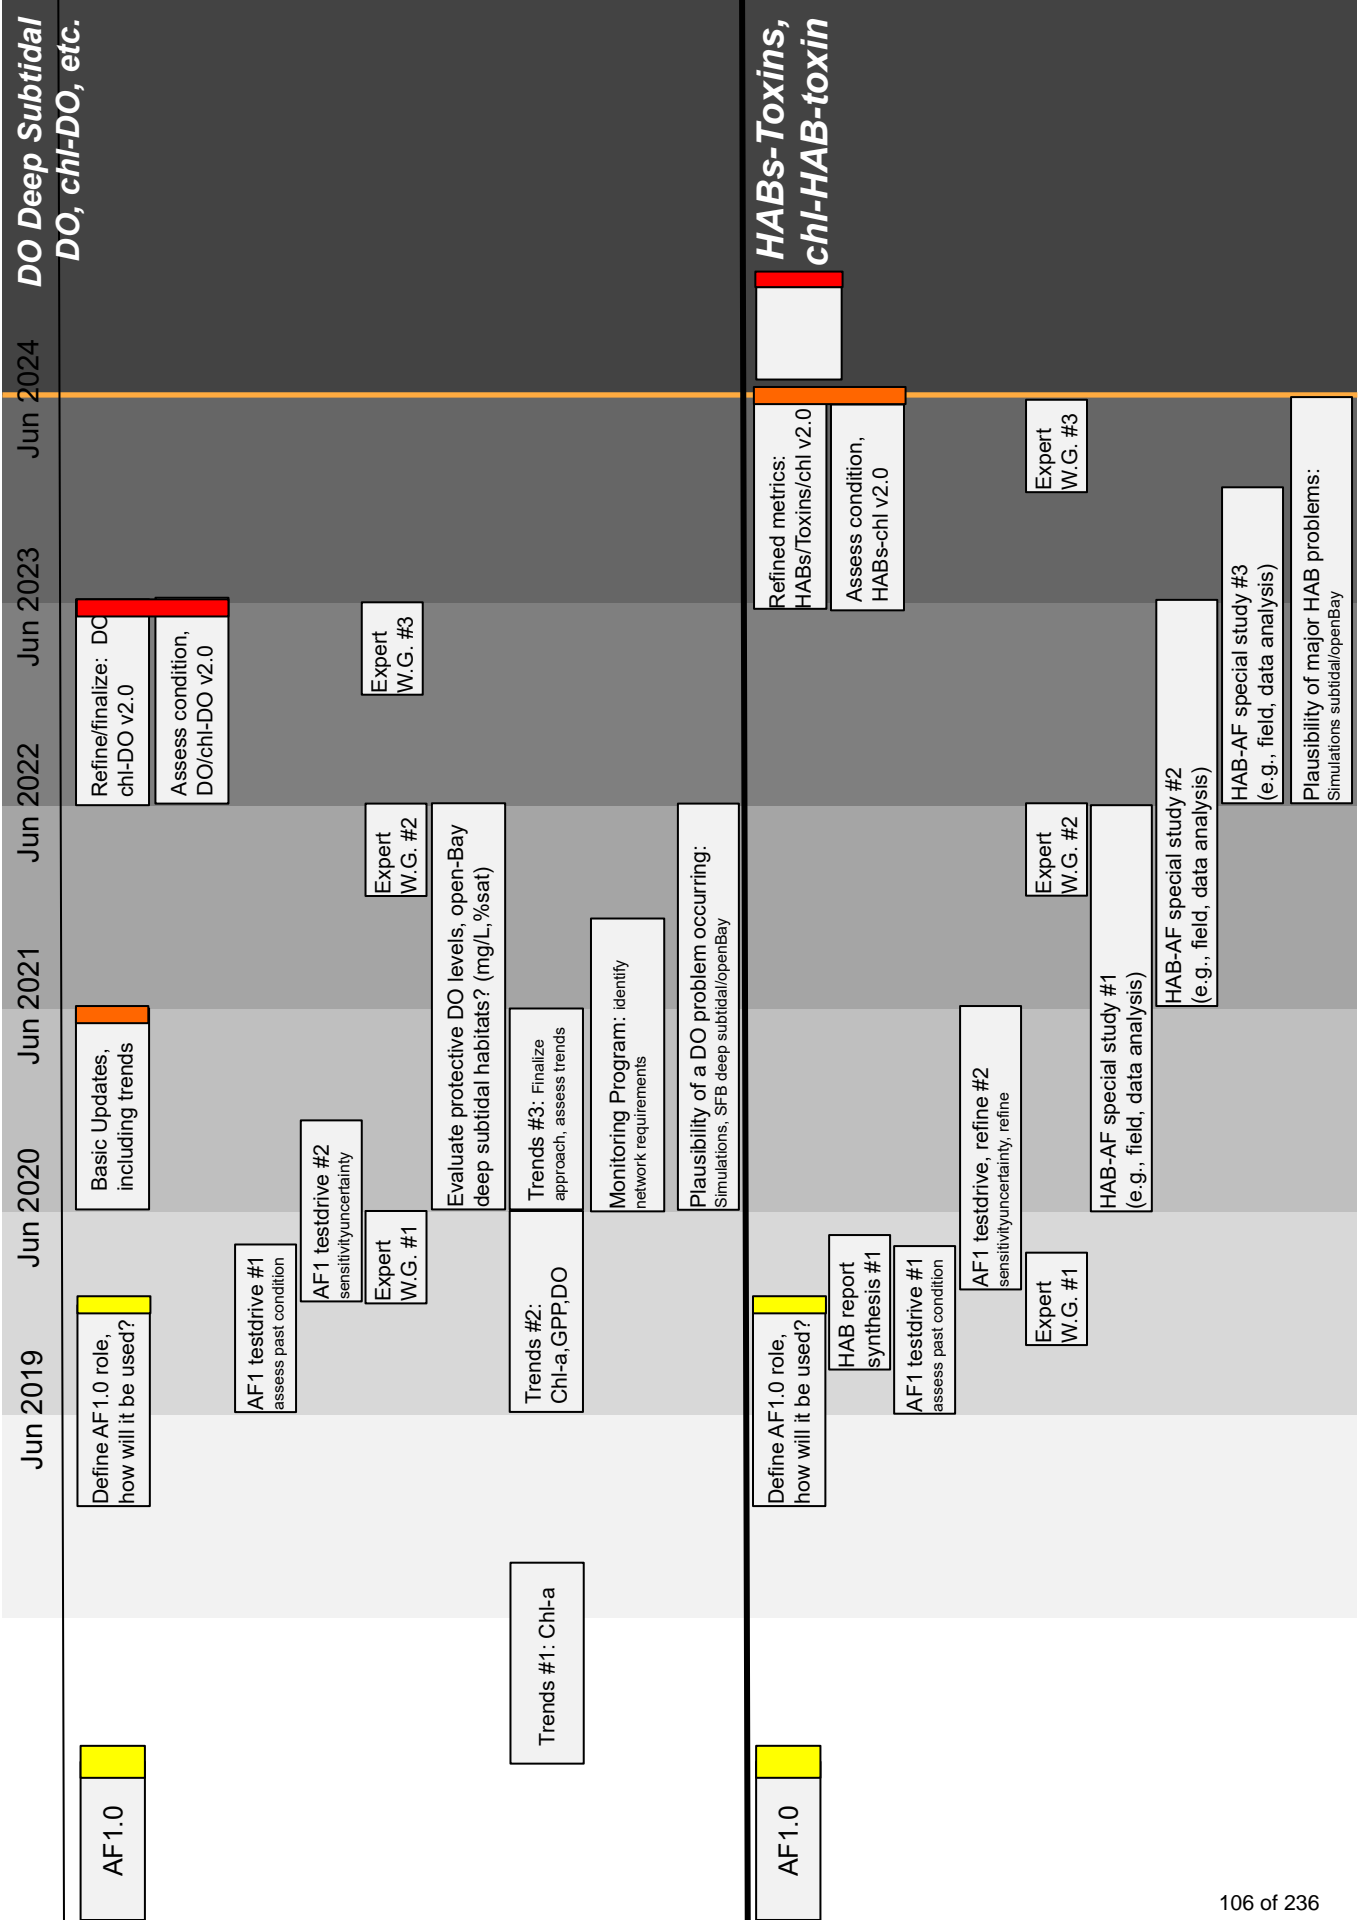 Jun 2019
Jun 2020
Jun 2021
Jun 2022
Jun 2023
Jun 2024
DO Deep Subtidal
DO, chl-DO, etc.
AF1.0
Define AF1.0 role,
how will it be used?
Basic Updates,
including trends
Refine/finalize: DO
chl-DO v2.0
Assess condition,
DO/chl-DO v2.0
AF1 testdrive #1
assess past condition
AF1 testdrive #2
sensitivityuncertainty
Expert
W.G. #1
Expert
W.G. #2
Expert
W.G. #3
Evaluate protective DO levels, open-Bay
deep subtidal habitats? (mg/L,%sat)
Trends #1: Chl-a
Trends #2:
Chl-a,GPP,DO
Trends #3: Finalize
approach, assess trends
Monitoring Program: identify
network requirements
Plausibility of a DO problem occurring:
Simulations, SFB deep subtidal/openBay
HABs-Toxins,
chl-HAB-toxin
AF1.0
Define AF1.0 role,
how will it be used?
Refined metrics:
HABs/Toxins/chl v2.0
HAB report
synthesis #1
Assess condition,
HABs-chl v2.0
AF1 testdrive #1
assess past condition
AF1 testdrive, refine #2
sensitivityuncertainty, refine
Expert
W.G. #1
Expert
W.G. #2
Expert
W.G. #3
HAB-AF special study #1
(e.g., field, data analysis)
HAB-AF special study #2
(e.g., field, data analysis)
HAB-AF special study #3
(e.g., field, data analysis)
Plausibility of major HAB problems:
Simulations subtidal/openBay
106 of 236